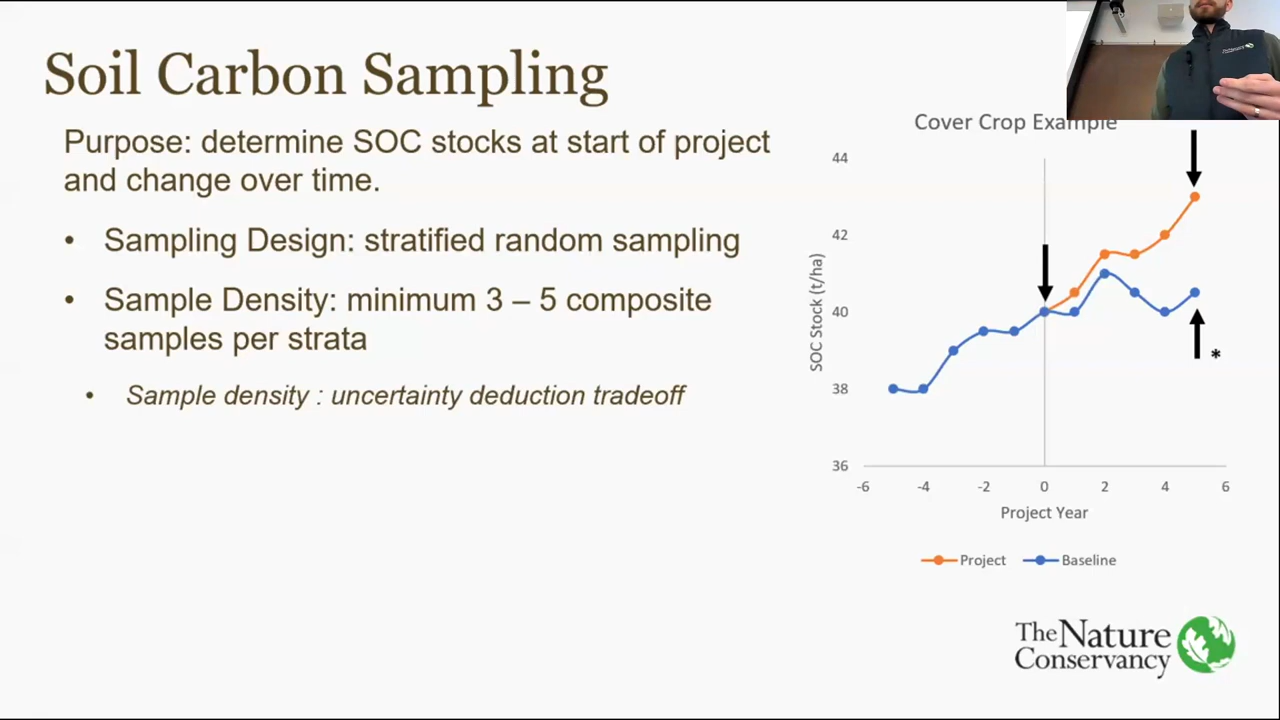 Soil Carbon Sampling
Purpose: determine SOC stocks at start of project
and change over time.
• Sampling Design: stratified random sampling
• Sample Density: minimum 3 – 5 composite
samples per strata
• Sample density : uncertainty deduction tradeoff
The Nature
Conservancy
Cover Crop Example
44
42
40
38
36
SOC Stock (t/ha)
*
-6 -4 -2 0 2 4 6
Project Year
Project Baseline
The Nature
Conservancy